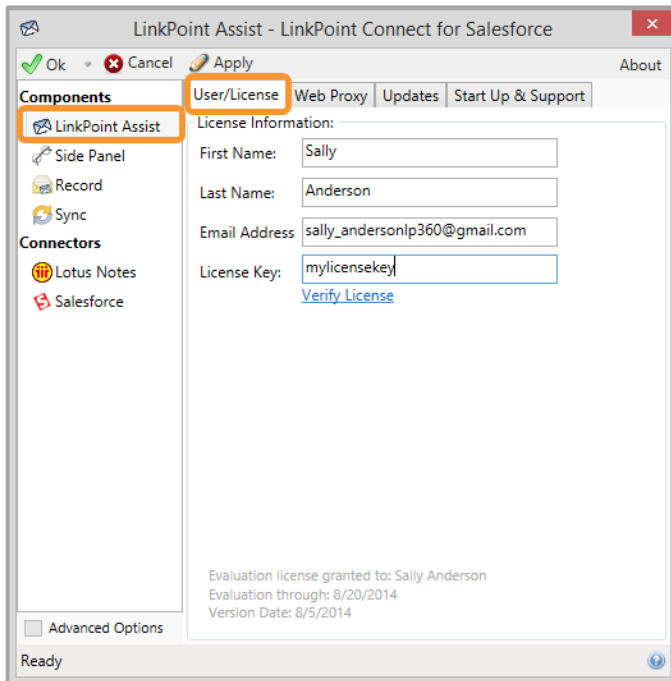 LinkPoint Assist - LinkPoint Connect for Salesforce
Ok Cancel Apply About
Components
LinkPoint Assist
Side Panel
Record
Sync
Connectors
Lotus Notes
Salesforce
Advanced Options
User/License Web Proxy Updates Start Up & Support
License Information:
First Name: Sally
Last Name: Anderson
Email Address sally_andersonlp360@gmail.com
License Key: mylicensekey
Verify License
Evaluation license granted to: Sally Anderson
Evaluation through: 8/20/2014
Version Date: 8/5/2014
Ready